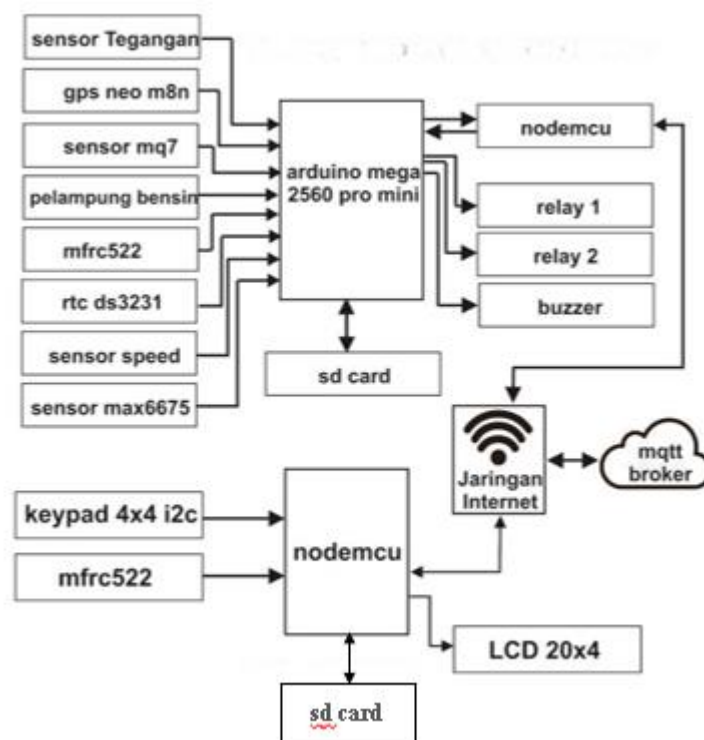 sensor Tegangan
gps neo m8n
sensor mq7
pelampung bensin
mfrc522
rtc ds3231
sensor speed
sensor max6675
arduino mega
2560 pro mini
sd card
nodemcu
relay 1
relay 2
buzzer
Jaringan
Internet
mqtt
broker
keypad 4x4 i2c
mfrc522
nodemcu
LCD 20x4
sd card